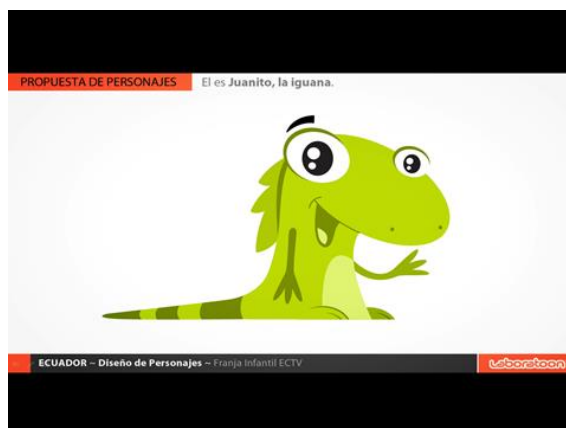 PROPUESTA DE PERSONAJES El es Juanito, la iguana.
ECUADOR ~ Diseño de Personajes ~ Franja Infantil ECTV Laboratoon